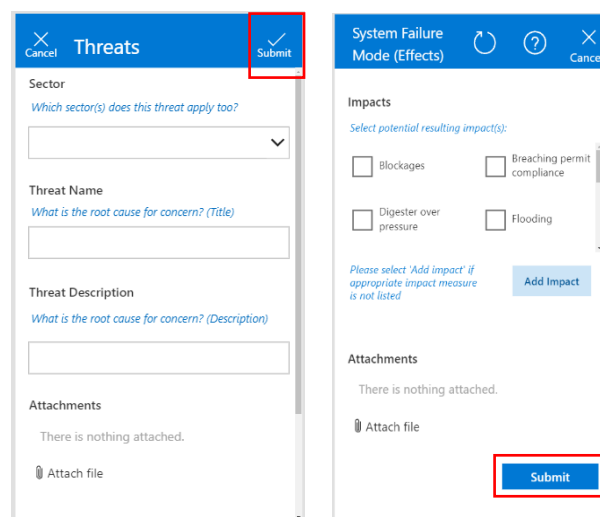 Cancel
Threats
Submit
Sector
Which sector(s) does this threat apply too?
Threat Name
What is the root cause for concern? (Title)
Threat Description
What is the root cause for concern? (Description)
Attachments
There is nothing attached.
Attach file
System Failure
Mode (Effects)
?
Cance
Impacts
Select potential resulting impact(s):
Blockages
Breaching permit
compliance
Digester over
pressure
Flooding
Please select 'Add impact' if
appropriate impact measure
is not listed
Add Impact
Attachments
There is nothing attached.
Attach file
Submit